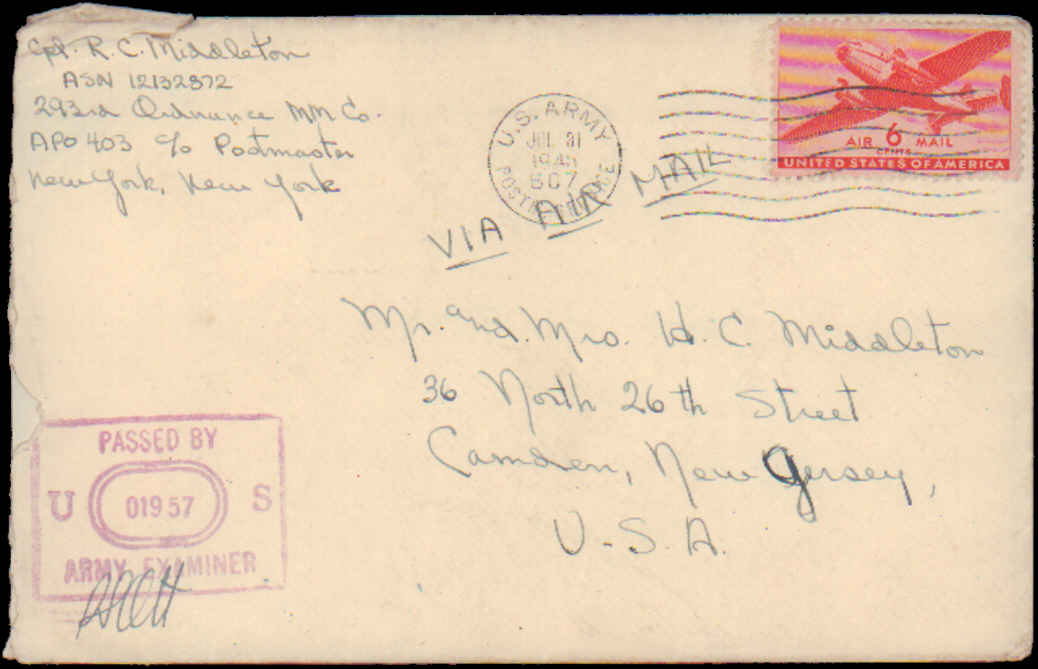 Cpl. R. C. Middleton
ASN 12132872
293rd Ordnance MM Co.
APO 403 c/o Postmaster
New York, New York
U.S. ARMY
JUL 31
1945
507
POSTAL SERVICE
AIR 6 MAIL
CENTS
UNITED STATES OF AMERICA
VIA AIR MAIL
Mr. and Mrs. H. C. Middleton
36 North 26th Street
Camden, New Jersey,
U.S.A.
PASSED BY
U 01957 S
ARMY EXAMINER